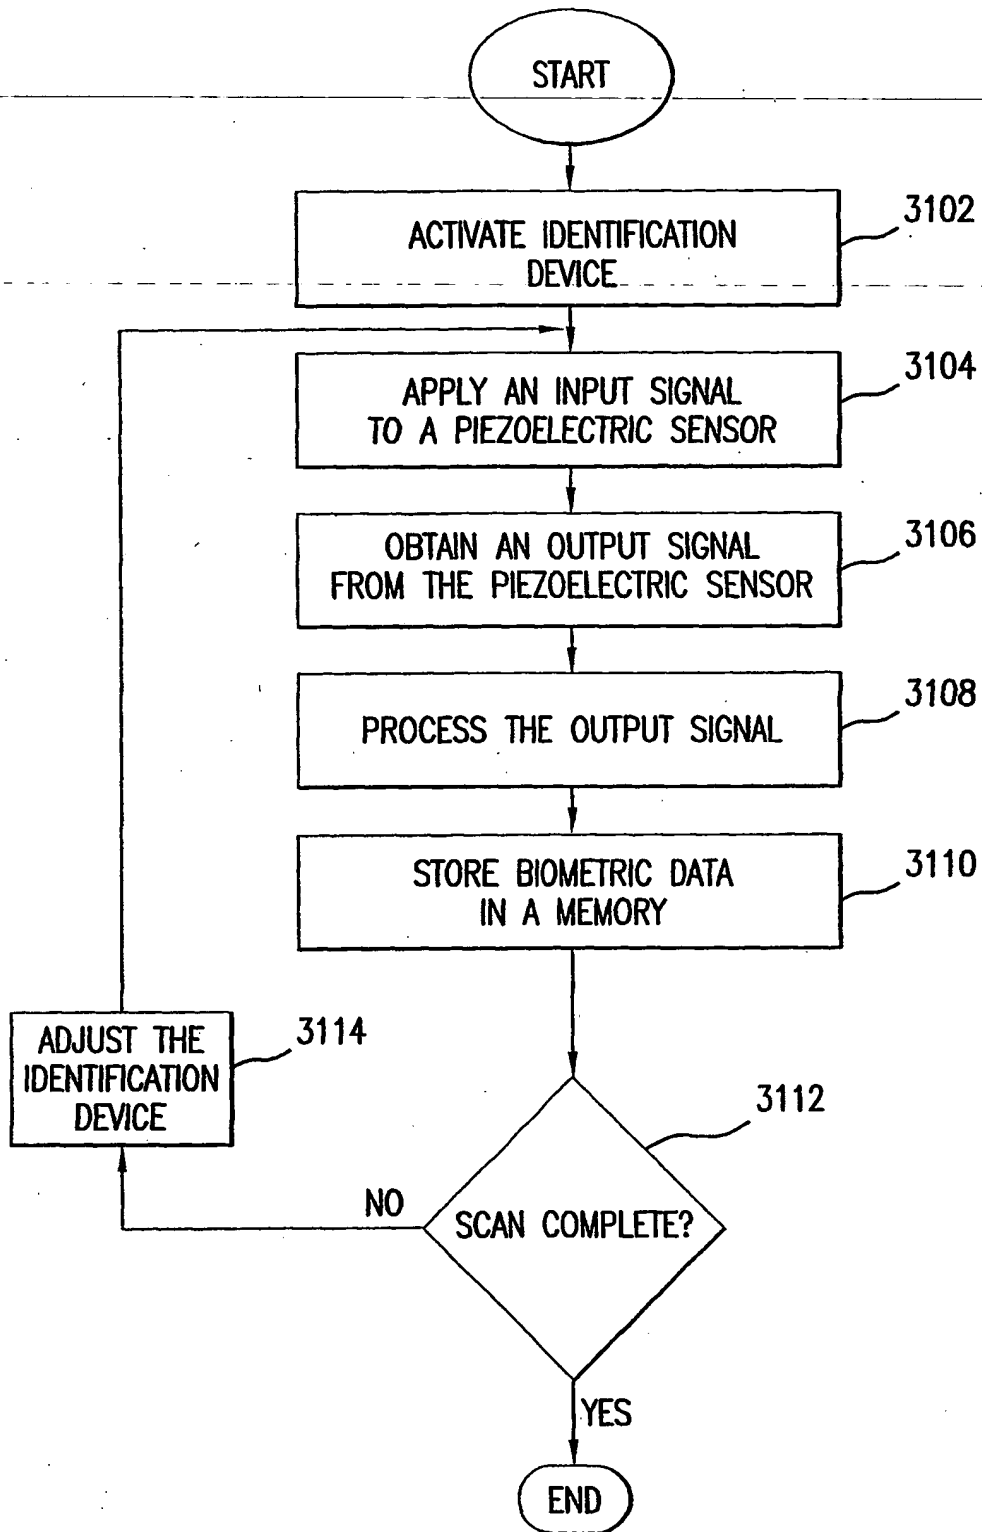 START
ACTIVATE IDENTIFICATION
DEVICE
3102
APPLY AN INPUT SIGNAL
TO A PIEZOELECTRIC SENSOR
3104
OBTAIN AN OUTPUT SIGNAL
FROM THE PIEZOELECTRIC SENSOR
3106
PROCESS THE OUTPUT SIGNAL
3108
STORE BIOMETRIC DATA
IN A MEMORY
3110
ADJUST THE
IDENTIFICATION
DEVICE
3114
3112
SCAN COMPLETE?
NO
YES
END